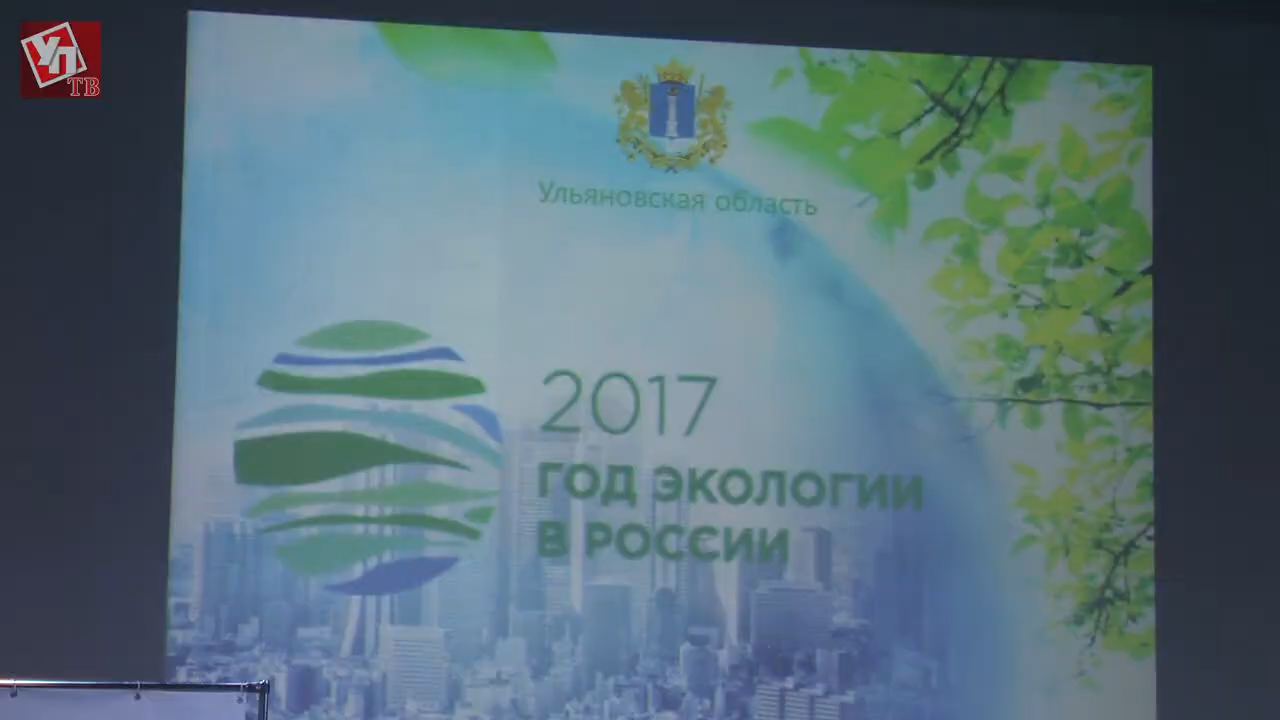 УП
ТВ
Ульяновская область
2017
ГОД ЭКОЛОГИИ
В РОССИИ